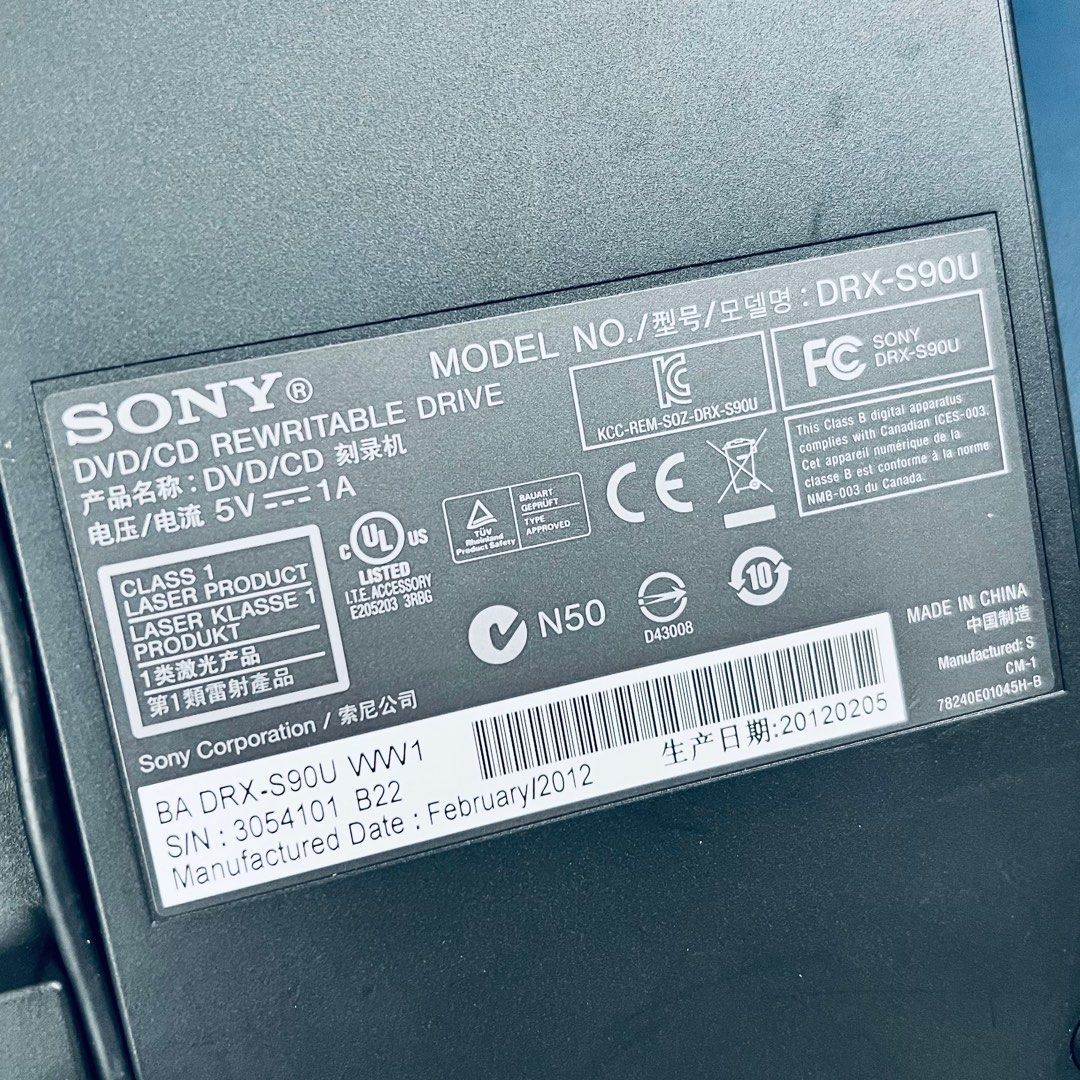 MODEL NO./型号/모델명 : DRX-S90U
SONY®
DVD/CD REWRITABLE DRIVE
产品名称 : DVD/CD 刻录机
电压/电流 5V 1A
KCC-REM-SOZ-DRX-S90U
FC SONY
DRX-S90U
This Class B digital apparatus
complies with Canadian ICES-003.
Cet appareil numérique de la
classe B est conforme à la norme
NMB-003 du Canada.
CLASS 1
LASER PRODUCT
LASER KLASSE 1
PRODUKT
1类激光产品
第1類雷射產品
C UL US
LISTED
I.T.E. ACCESSORY
E205203 3RBG
TÜV
Rheinland
Product Safety
BAUART
GEPRÜFT
TYPE
APPROVED
CE
N50
D43008
10
MADE IN CHINA
中国制造
Manufactured: S
CM-1
78240E01045H-B
Sony Corporation / 索尼公司
BA DRX-S90U WW1
S/N : 3054101 B22
Manufactured Date : February/2012
生产日期:20120205